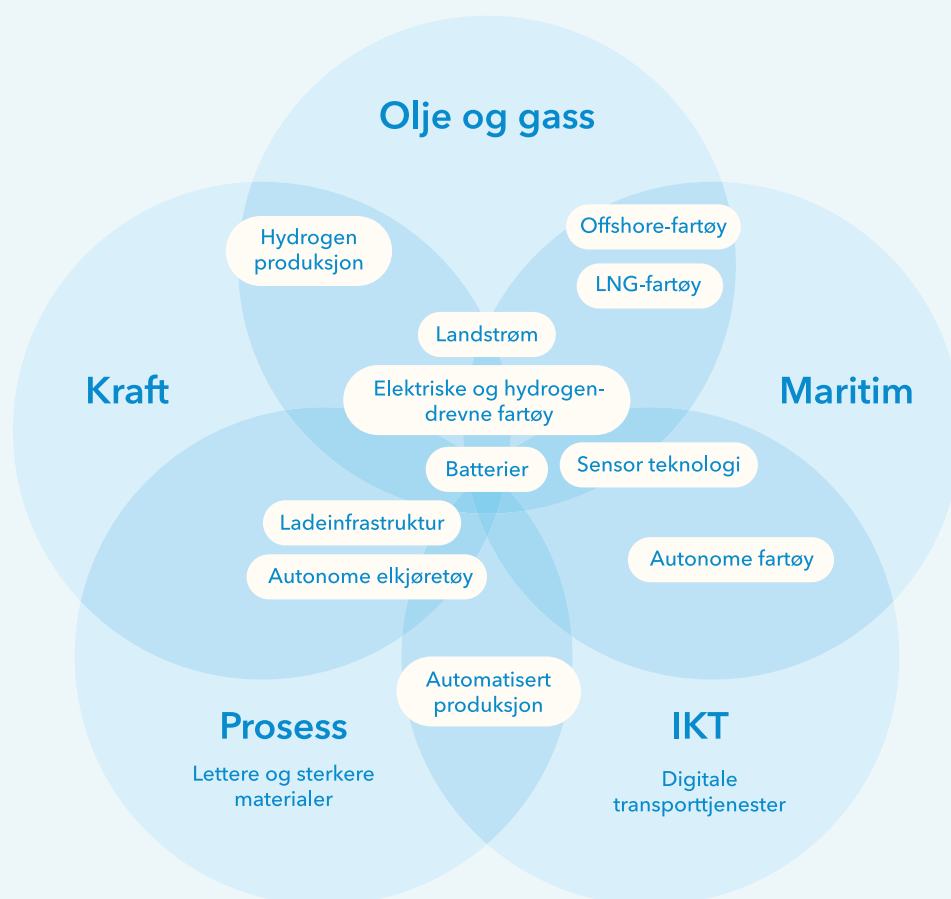 Olje og gass
Offshore-fartøy
Hydrogen
produksjon
LNG-fartøy
Landstrøm
Kraft
Elektriske og hydrogen-
drevne fartøy
Maritim
Batterier
Sensor teknologi
Ladeinfrastruktur
Autonome elkjøretøy
Autonome fartøy
Automatisert
produksjon
Prosess
Lettere og sterkere
materialer
IKT
Digitale
transporttjenester